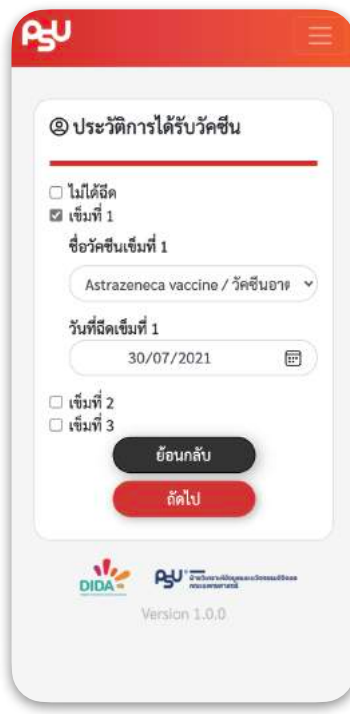 PSU
ประวัติการได้รับวัคซีน
ไม่ได้ฉีด
เข็มที่ 1
ชื่อวัคซีนเข็มที่ 1
Astrazeneca vaccine / วัคซีนอา
วันที่ฉีดเข็มที่ 1
30/07/2021
เข็มที่ 2
เข็มที่ 3
ย้อนกลับ
ถัดไป
DIDA PSU
Version 1.0.0